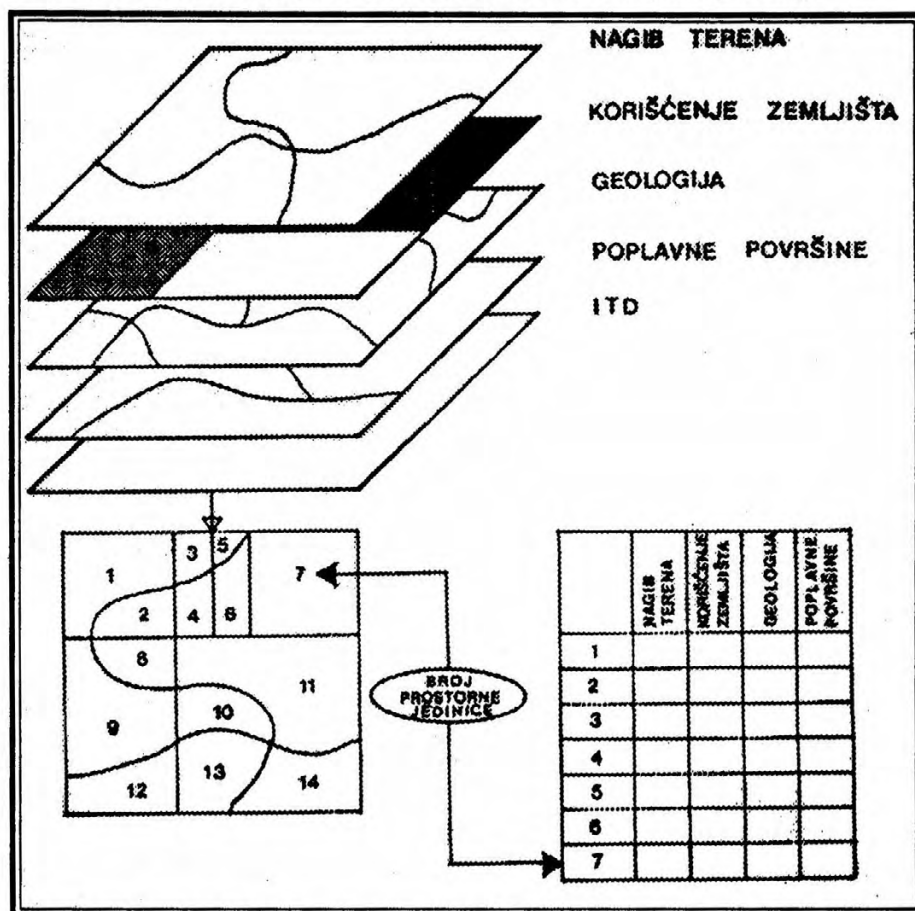 NAGIB TERENA
KORIŠĆENJE ZEMLJIŠTA
GEOLOGIJA
POPLAVNE POVRŠINE
ITD
1
2
3
4
5
6
7
8
9
10
11
12
13
14
BROJ
PROSTORNE
JEDINICE
NAGIB
TERENA
KORIŠĆENJE
ZEMLJIŠTA
GEOLOGIJA
POPLAVNE
POVRŠINE
1
2
3
4
5
6
7